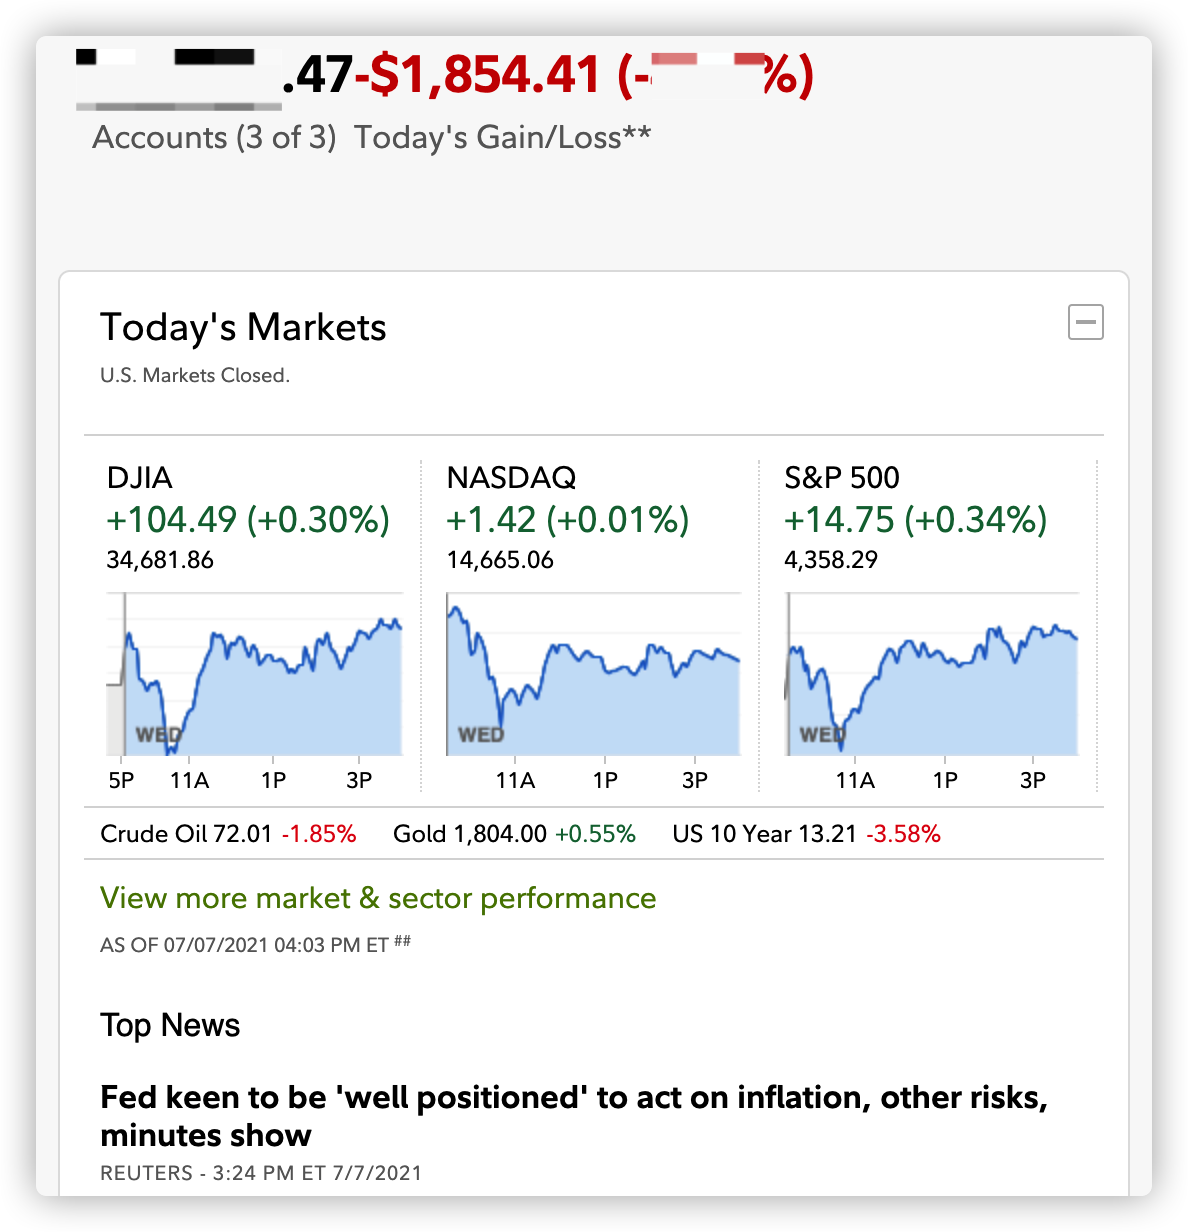 .47-$1,854.41 (- %)
Accounts (3 of 3) Today's Gain/Loss**
Today's Markets
U.S. Markets Closed.
DJIA
+104.49 (+0.30%)
34,681.86
WED
5P 11A 1P 3P
NASDAQ
+1.42 (+0.01%)
14,665.06
WED
11A 1P 3P
S&P 500
+14.75 (+0.34%)
4,358.29
WED
11A 1P 3P
Crude Oil 72.01 -1.85% Gold 1,804.00 +0.55% US 10 Year 13.21 -3.58%
View more market & sector performance
AS OF 07/07/2021 04:03 PM ET ##
Top News
Fed keen to be 'well positioned' to act on inflation, other risks,
minutes show
REUTERS - 3:24 PM ET 7/7/2021